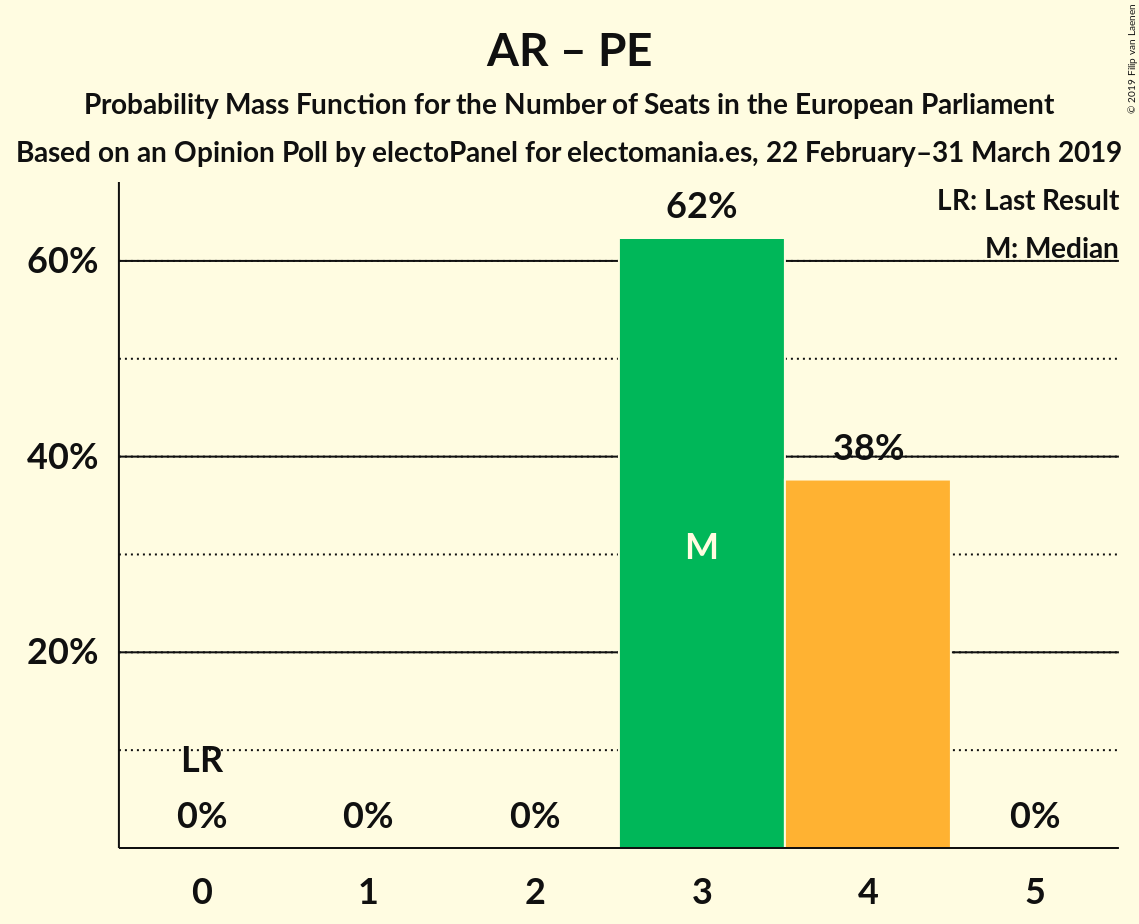 AR – PE
Probability Mass Function for the Number of Seats in the European Parliament
Based on an Opinion Poll by electoPanel for electomania.es, 22 February–31 March 2019
© 2019 Filip van Laenen
LR: Last Result
M: Median
62%
60%
40%
38%
M
20%
LR
0% 0% 0% 0%
0 1 2 3 4 5